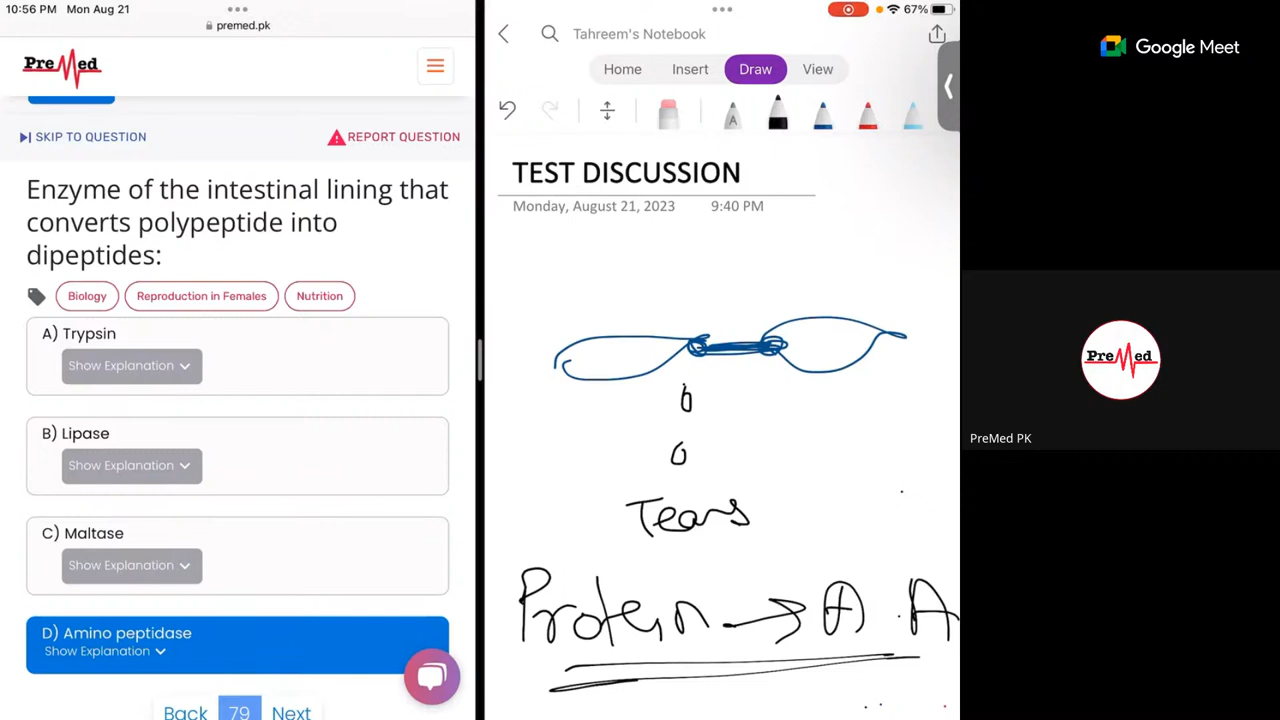 10:56 PM Mon Aug 21
premed.pk
PreMed
SKIP TO QUESTION
REPORT QUESTION
Enzyme of the intestinal lining that
converts polypeptide into
dipeptides:
Biology
Reproduction in Females
Nutrition
A) Trypsin
Show Explanation
B) Lipase
Show Explanation
C) Maltase
Show Explanation
D) Amino peptidase
Show Explanation
Back
79
Next
67%
Tahreem's Notebook
Home
Insert
Draw
View
A
TEST DISCUSSION
Monday, August 21, 2023 9:40 PM
Tears
Protein → A.A
Google Meet
PreMed
PreMed PK